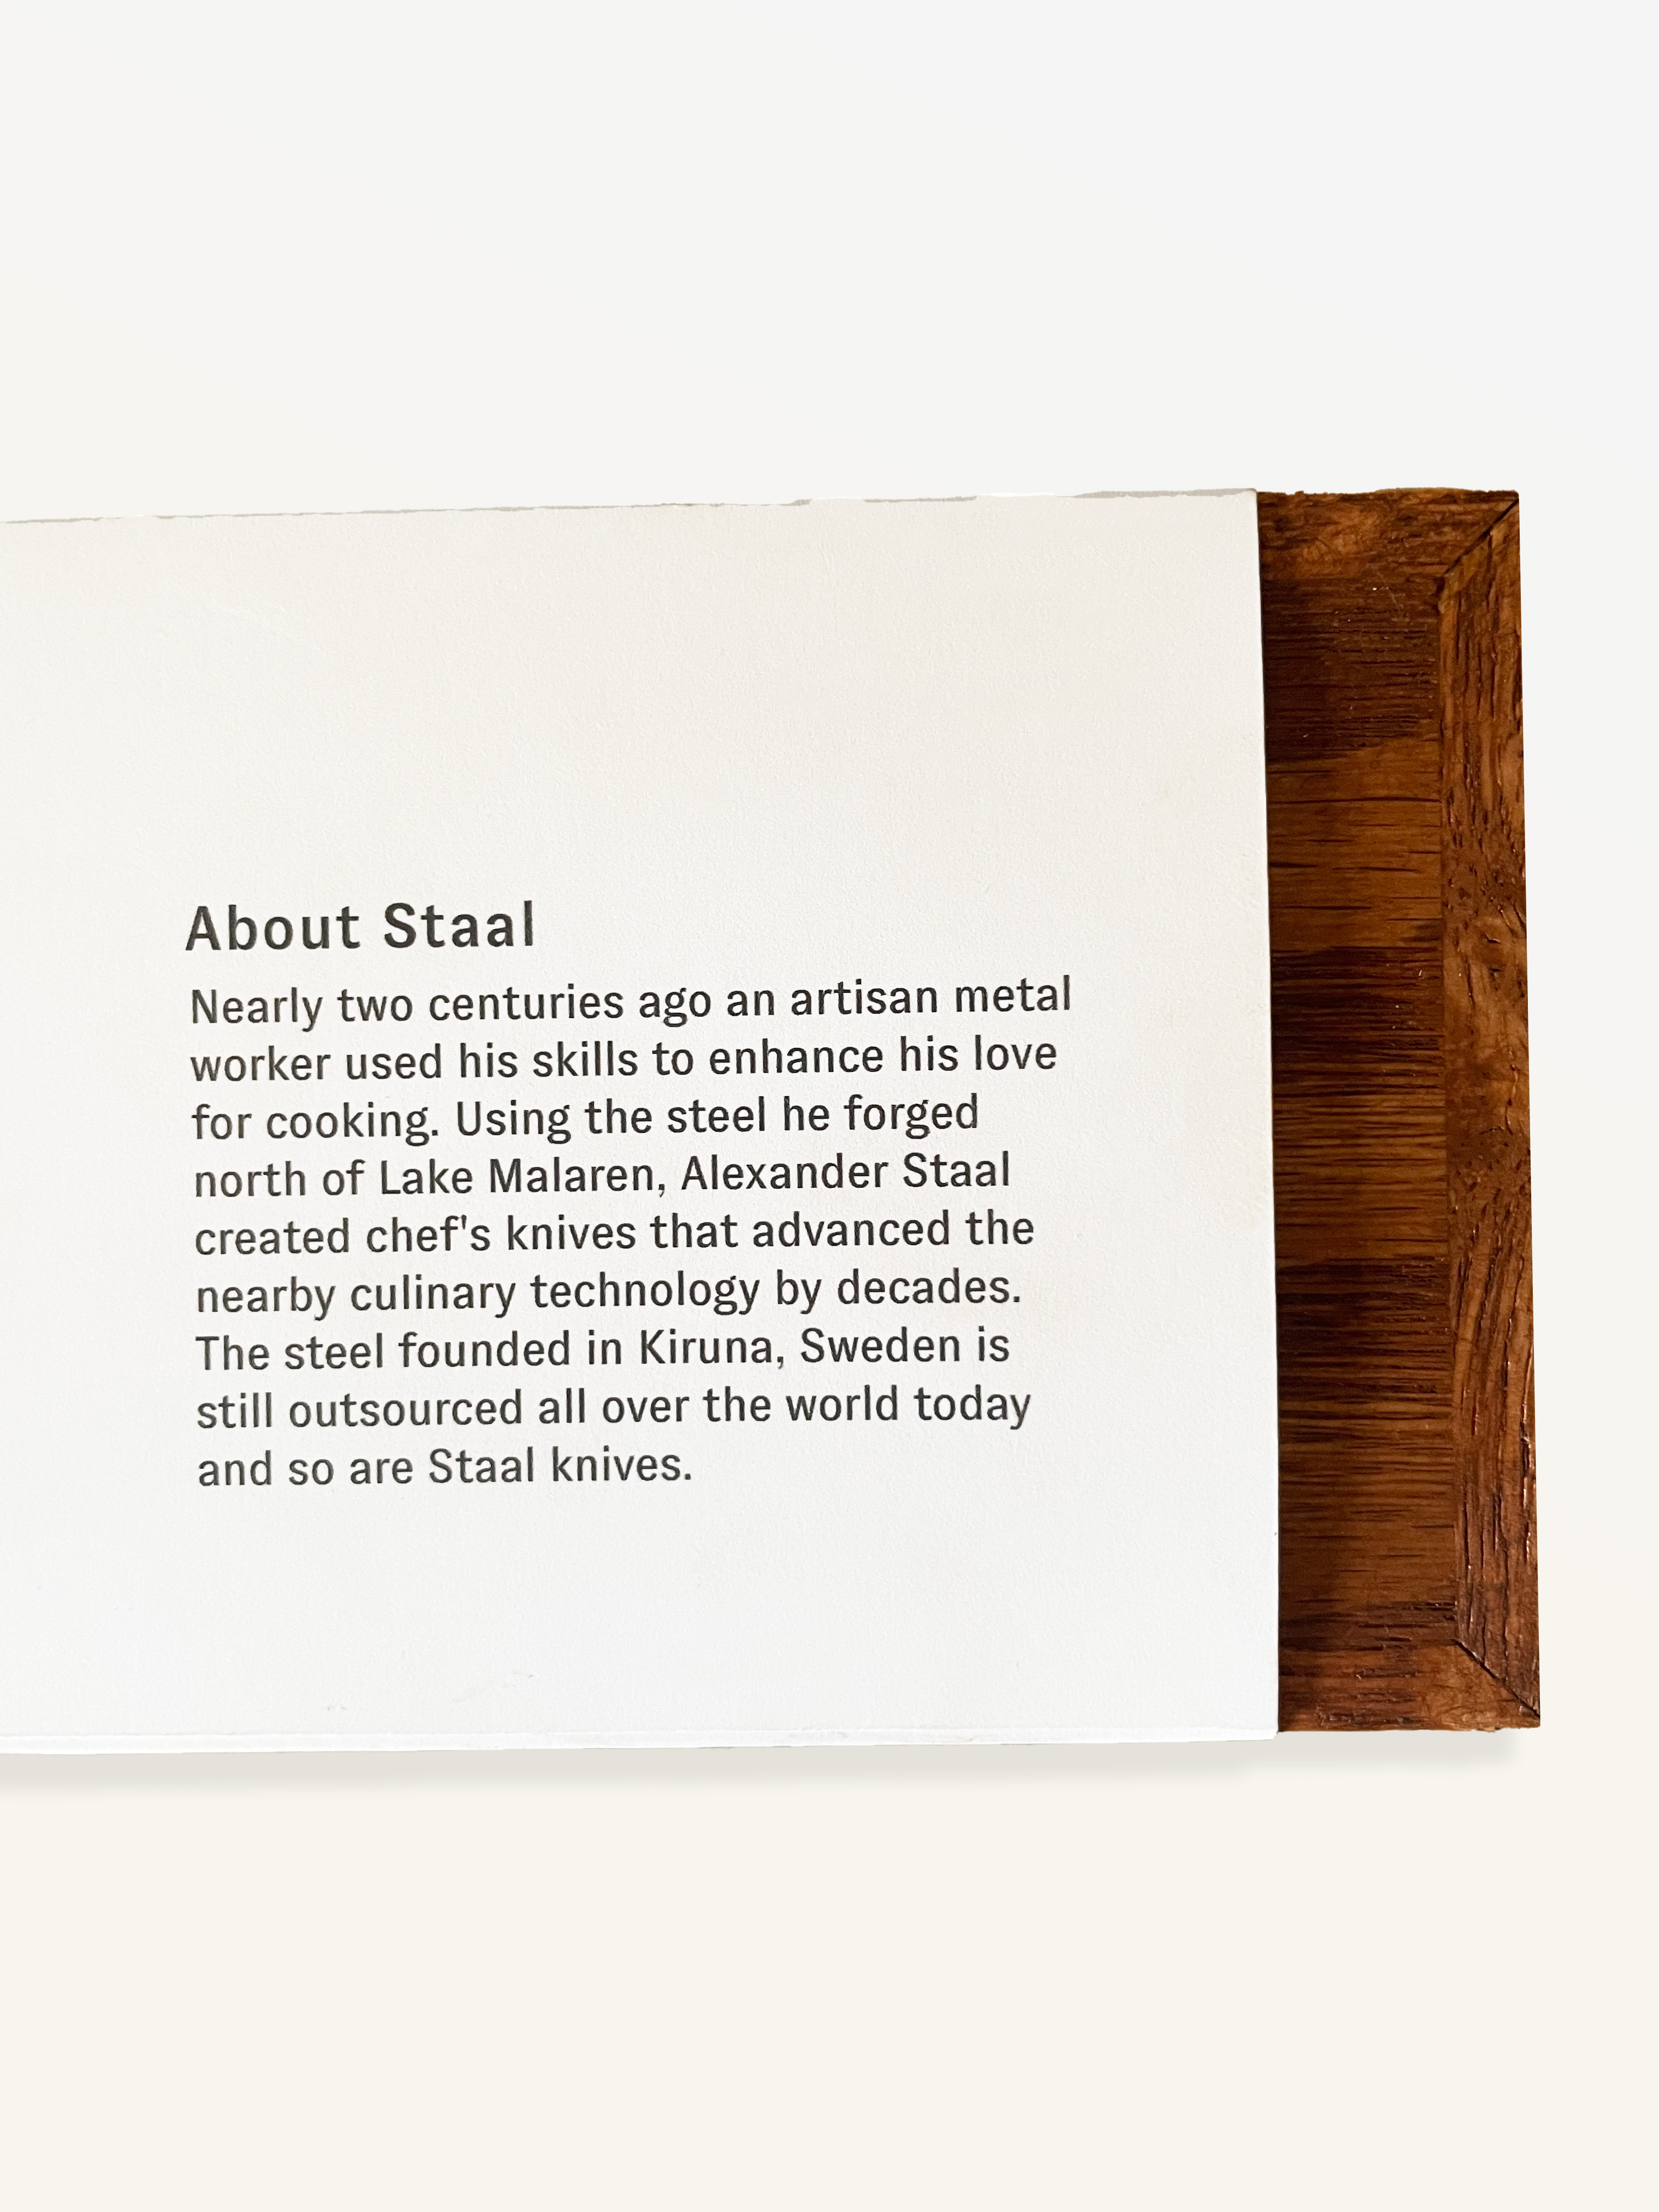 About Staal
Nearly two centuries ago an artisan metal
worker used his skills to enhance his love
for cooking. Using the steel he forged
north of Lake Malaren, Alexander Staal
created chef's knives that advanced the
nearby culinary technology by decades.
The steel founded in Kiruna, Sweden is
still outsourced all over the world today
and so are Staal knives.